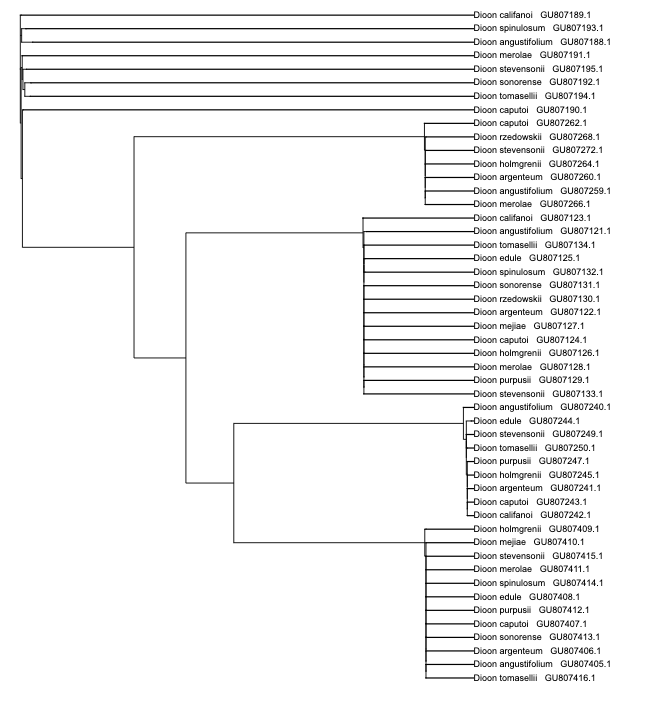 Dioon califanoi GU807189.1
Dioon spinulosum GU807193.1
Dioon angustifolium GU807188.1
Dioon merolae GU807191.1
Dioon stevensonii GU807195.1
Dioon sonorense GU807192.1
Dioon tomasellii GU807194.1
Dioon caputoi GU807190.1
Dioon caputoi GU807262.1
Dioon rzedowskii GU807268.1
Dioon stevensonii GU807272.1
Dioon holmgrenii GU807264.1
Dioon argenteum GU807260.1
Dioon angustifolium GU807259.1
Dioon merolae GU807266.1
Dioon califanoi GU807123.1
Dioon angustifolium GU807121.1
Dioon tomasellii GU807134.1
Dioon edule GU807125.1
Dioon spinulosum GU807132.1
Dioon sonorense GU807131.1
Dioon rzedowskii GU807130.1
Dioon argenteum GU807122.1
Dioon mejiae GU807127.1
Dioon caputoi GU807124.1
Dioon holmgrenii GU807126.1
Dioon merolae GU807128.1
Dioon purpusii GU807129.1
Dioon stevensonii GU807133.1
Dioon angustifolium GU807240.1
Dioon edule GU807244.1
Dioon stevensonii GU807249.1
Dioon tomasellii GU807250.1
Dioon purpusii GU807247.1
Dioon holmgrenii GU807245.1
Dioon argenteum GU807241.1
Dioon caputoi GU807243.1
Dioon califanoi GU807242.1
Dioon holmgrenii GU807409.1
Dioon mejiae GU807410.1
Dioon stevensonii GU807415.1
Dioon merolae GU807411.1
Dioon spinulosum GU807414.1
Dioon edule GU807408.1
Dioon purpusii GU807412.1
Dioon caputoi GU807407.1
Dioon sonorense GU807413.1
Dioon argenteum GU807406.1
Dioon angustifolium GU807405.1
Dioon tomasellii GU807416.1